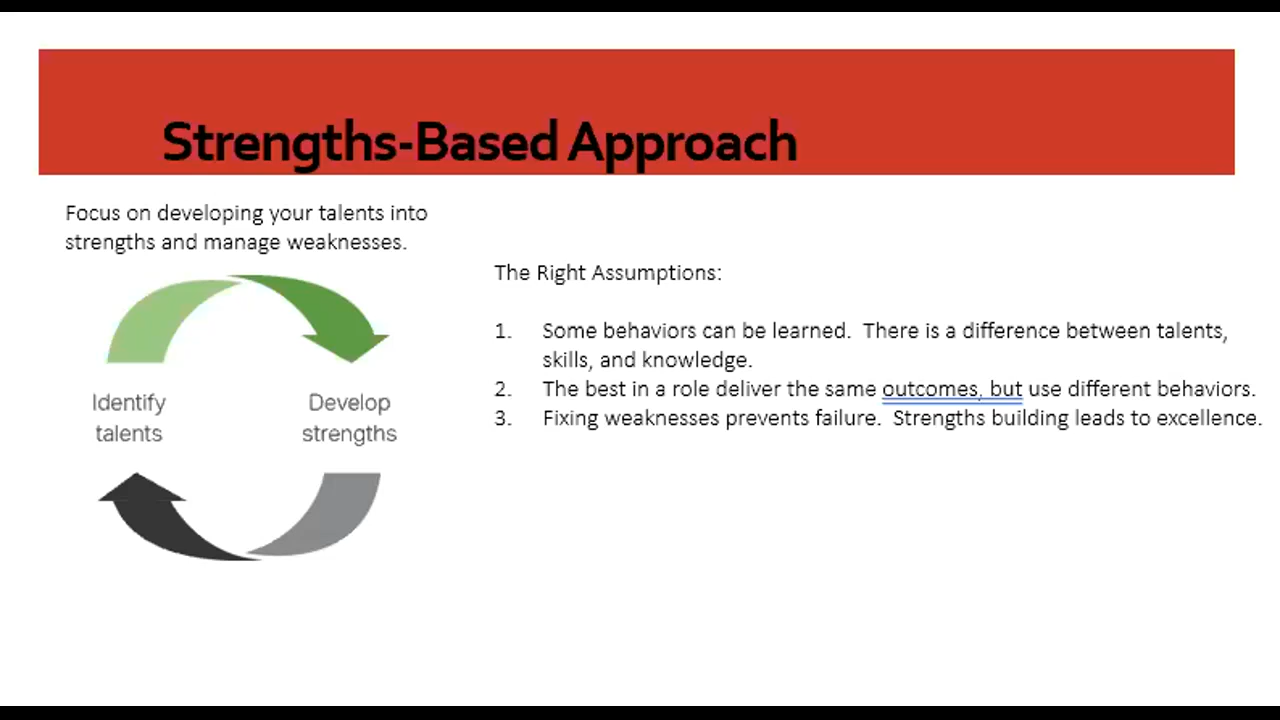 Strengths-Based Approach
Focus on developing your talents into
strengths and manage weaknesses.
Identify
talents
Develop
strengths
The Right Assumptions:
1. Some behaviors can be learned.  There is a difference between talents,
skills, and knowledge.
2. The best in a role deliver the same outcomes, but use different behaviors.
3. Fixing weaknesses prevents failure.  Strengths building leads to excellence.